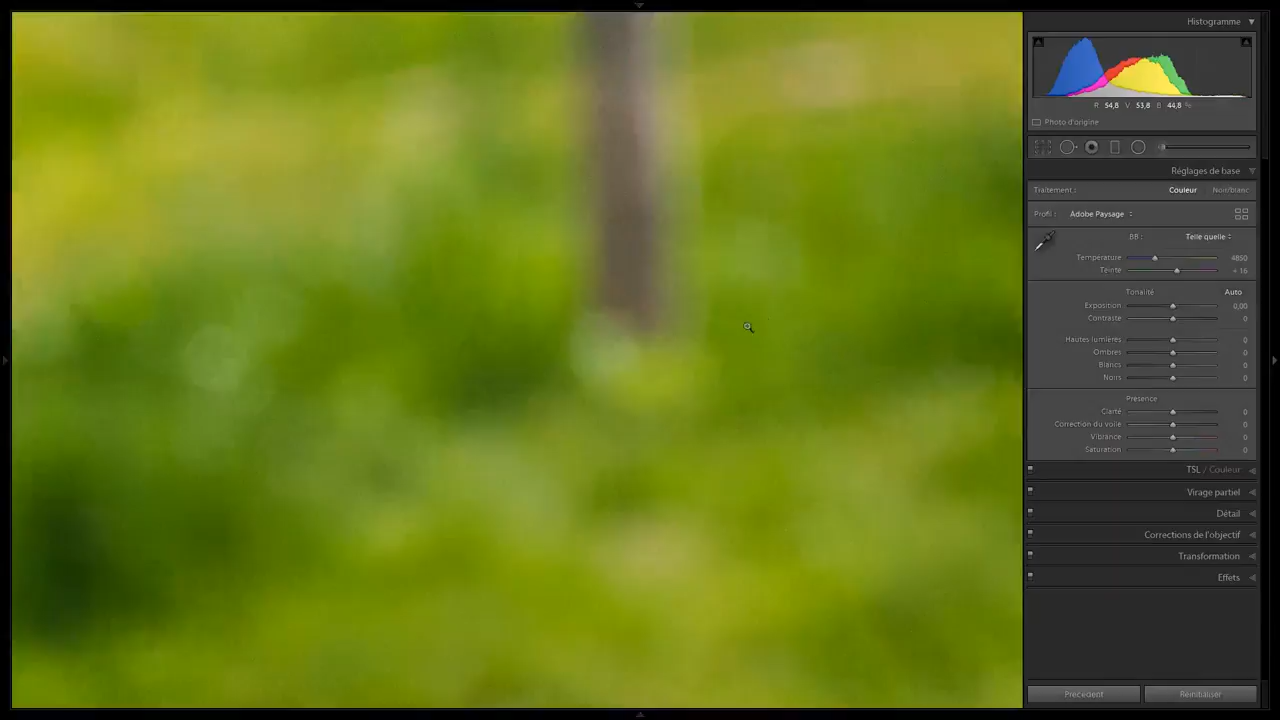 Histogramme
R 54,8 V 53,8 B 44,8 %
Photo d'origine
Réglages de base
Traitement : Couleur Noir/blanc
Profil : Adobe Paysage
BB : Telle quelle
Température 4850
Teinte + 16
Tonalité Auto
Exposition 0,00
Contraste 0
Hautes lumières 0
Ombres 0
Blancs 0
Noirs 0
Présence
Clarté 0
Correction du voile 0
Vibrance 0
Saturation 0
TSL / Couleur
Virage partiel
Détail
Corrections de l'objectif
Transformation
Effets
Précédent Réinitialiser